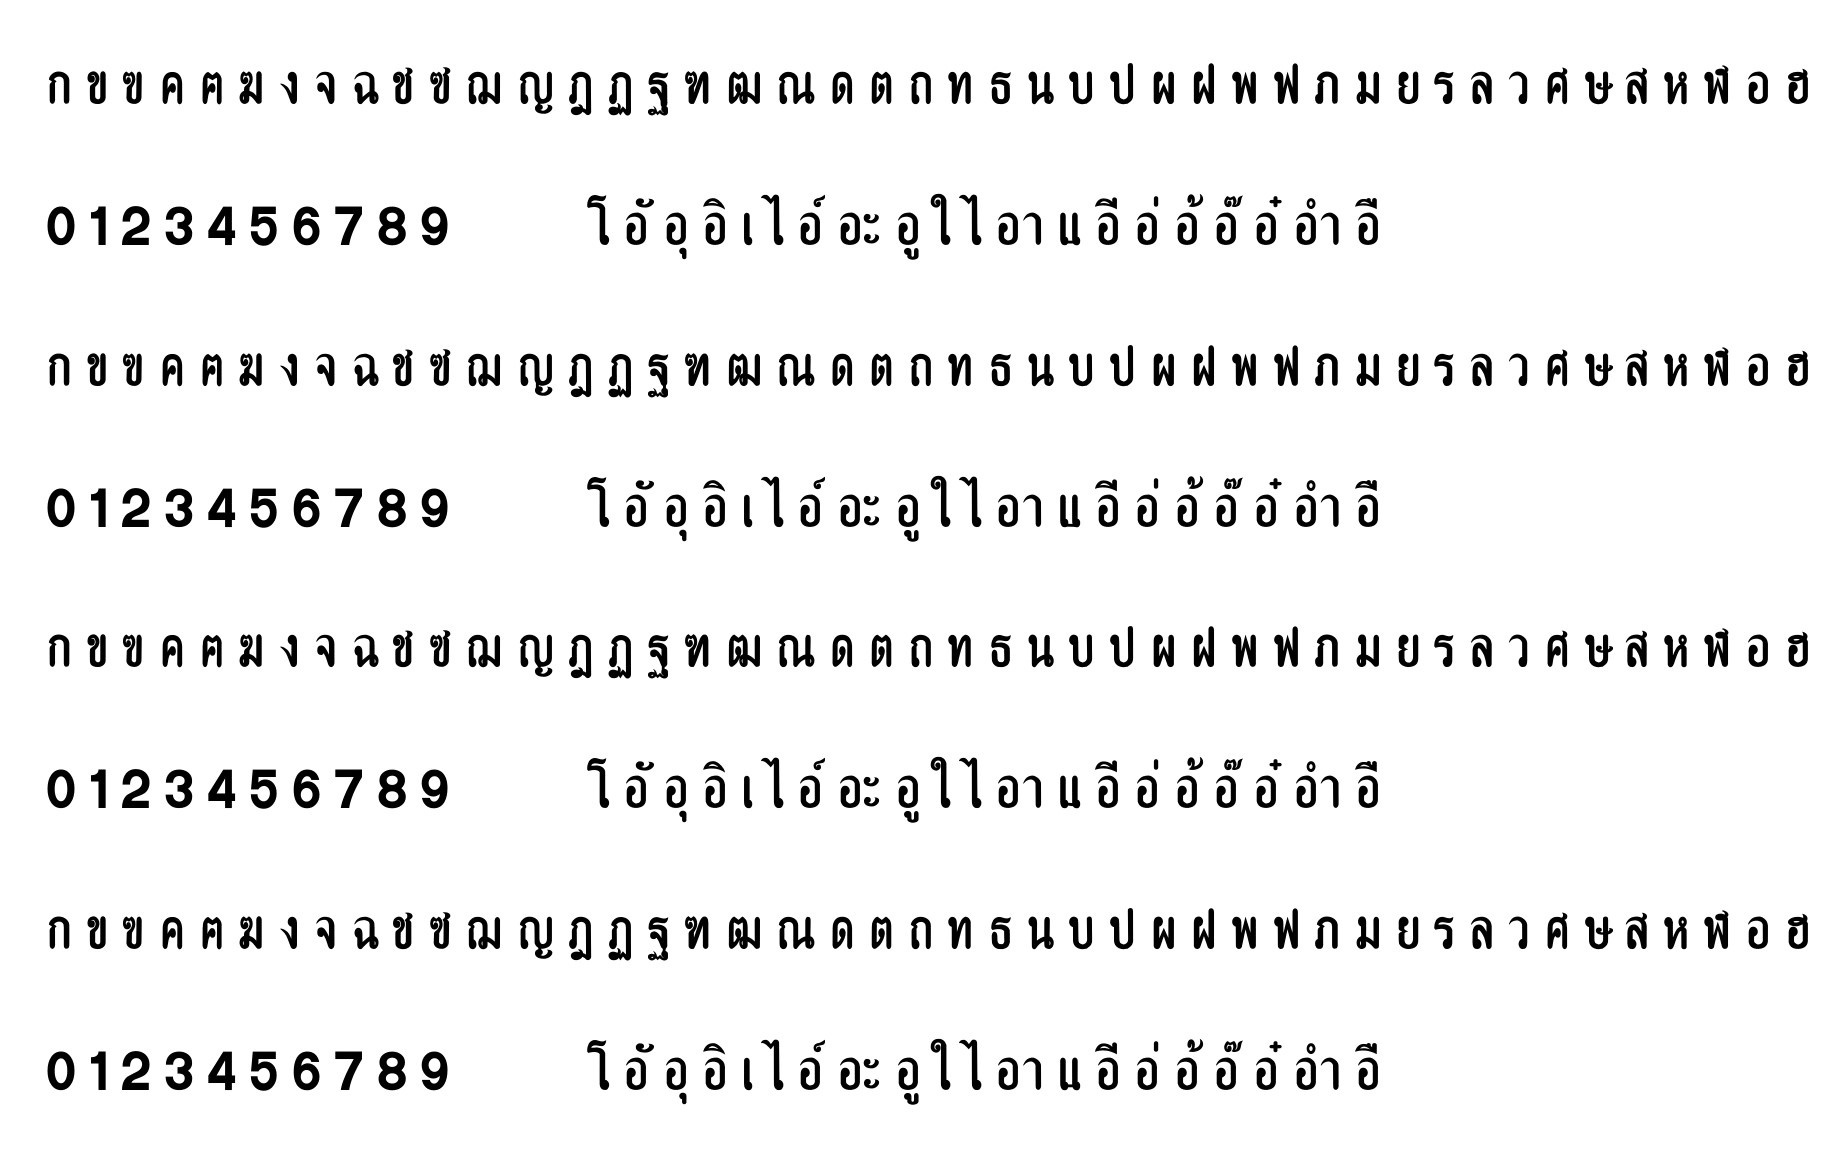 ก ข ฃ ค ฅ ฆ ง จ ฉ ช ซ ฌ ญ ฎ ฏ ฐ ฑ ฒ ณ ด ต ถ ท ธ น บ ป ผ ฝ พ ฟ ภ ม ย ร ล ว ศ ษ ส ห ฬ อ ฮ
0 1 2 3 4 5 6 7 8 9 โ อั อุ อิ เ ไ อ์ อะ อู ใ ไ อา แ อี อ่ อ้ อ๊ อ๋ อำ อื
ก ข ฃ ค ฅ ฆ ง จ ฉ ช ซ ฌ ญ ฎ ฏ ฐ ฑ ฒ ณ ด ต ถ ท ธ น บ ป ผ ฝ พ ฟ ภ ม ย ร ล ว ศ ษ ส ห ฬ อ ฮ
0 1 2 3 4 5 6 7 8 9 โ อั อุ อิ เ ไ อ์ อะ อู ใ ไ อา แ อี อ่ อ้ อ๊ อ๋ อำ อื
ก ข ฃ ค ฅ ฆ ง จ ฉ ช ซ ฌ ญ ฎ ฏ ฐ ฑ ฒ ณ ด ต ถ ท ธ น บ ป ผ ฝ พ ฟ ภ ม ย ร ล ว ศ ษ ส ห ฬ อ ฮ
0 1 2 3 4 5 6 7 8 9 โ อั อุ อิ เ ไ อ์ อะ อู ใ ไ อา แ อี อ่ อ้ อ๊ อ๋ อำ อื
ก ข ฃ ค ฅ ฆ ง จ ฉ ช ซ ฌ ญ ฎ ฏ ฐ ฑ ฒ ณ ด ต ถ ท ธ น บ ป ผ ฝ พ ฟ ภ ม ย ร ล ว ศ ษ ส ห ฬ อ ฮ
0 1 2 3 4 5 6 7 8 9 โ อั อุ อิ เ ไ อ์ อะ อู ใ ไ อา แ อี อ่ อ้ อ๊ อ๋ อำ อื